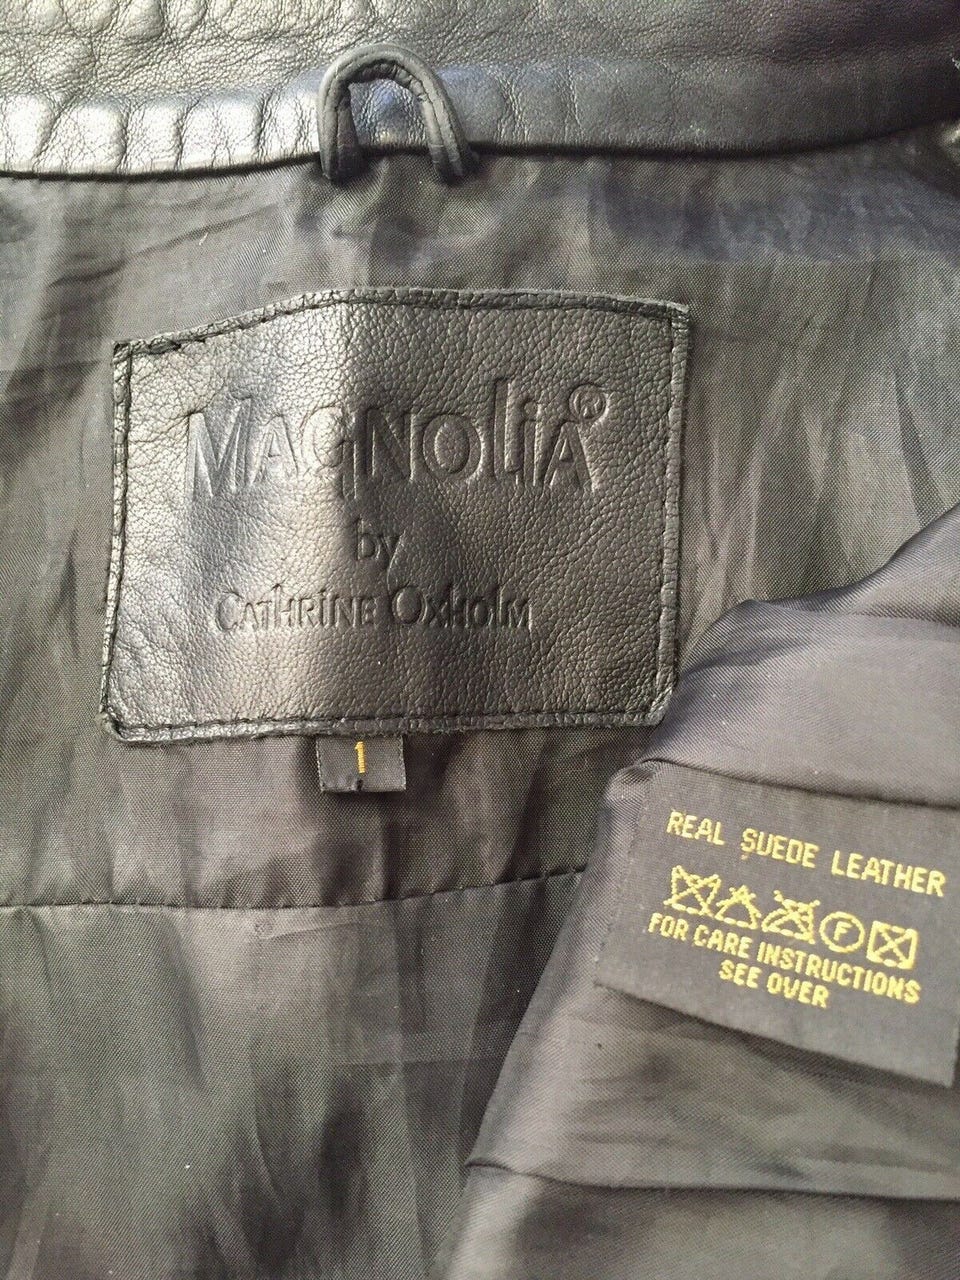 MAGNOliA®
by
CATHRINE OXHOLM
1
REAL SUEDE LEATHER
F
FOR CARE INSTRUCTIONS
SEE OVER